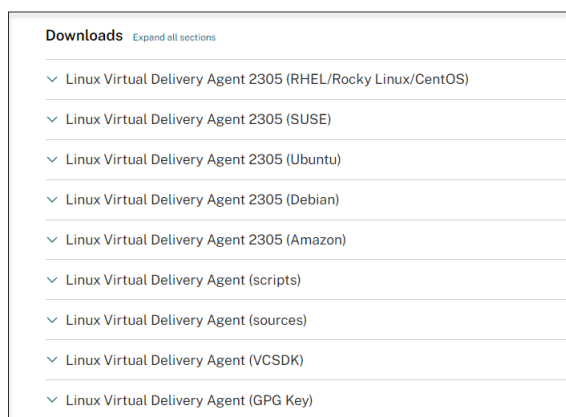 Downloads Expand all sections
Linux Virtual Delivery Agent 2305 (RHEL/Rocky Linux/CentOS)
Linux Virtual Delivery Agent 2305 (SUSE)
Linux Virtual Delivery Agent 2305 (Ubuntu)
Linux Virtual Delivery Agent 2305 (Debian)
Linux Virtual Delivery Agent 2305 (Amazon)
Linux Virtual Delivery Agent (scripts)
Linux Virtual Delivery Agent (sources)
Linux Virtual Delivery Agent (VCSDK)
Linux Virtual Delivery Agent (GPG Key)